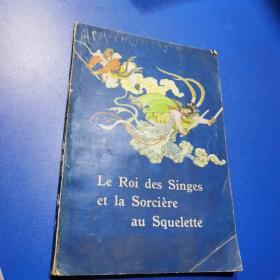 Le Roi des Singes
et la Sorcière
au Squelette